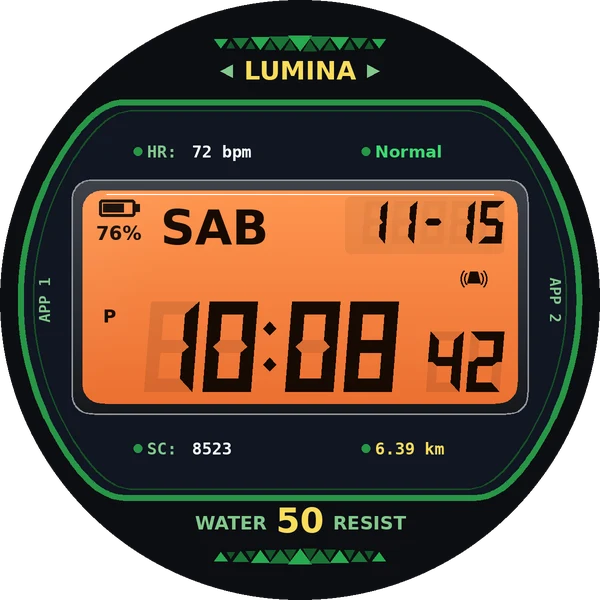 LUMINA
HR: 72 bpm
Normal
76%
SAB
11-15
APP 1
APP 2
P
10:08 42
SC: 8523
6.39 km
WATER 50 RESIST